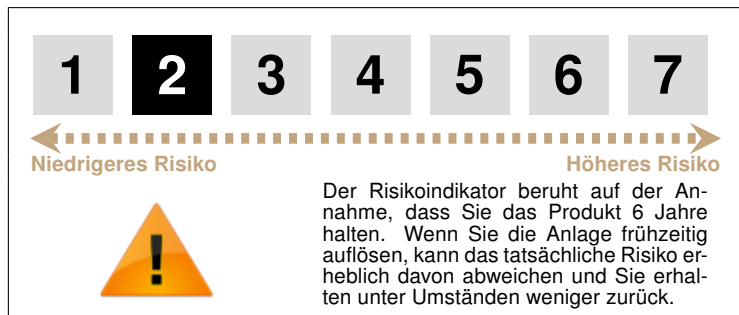 1 2 3 4 5 6 7
Niedrigeres Risiko Höheres Risiko
Der Risikoindikator beruht auf der An-
nahme, dass Sie das Produkt 6 Jahre
halten. Wenn Sie die Anlage frühzeitig
auflösen, kann das tatsächliche Risiko er-
heblich davon abweichen und Sie erhal-
ten unter Umständen weniger zurück.
!